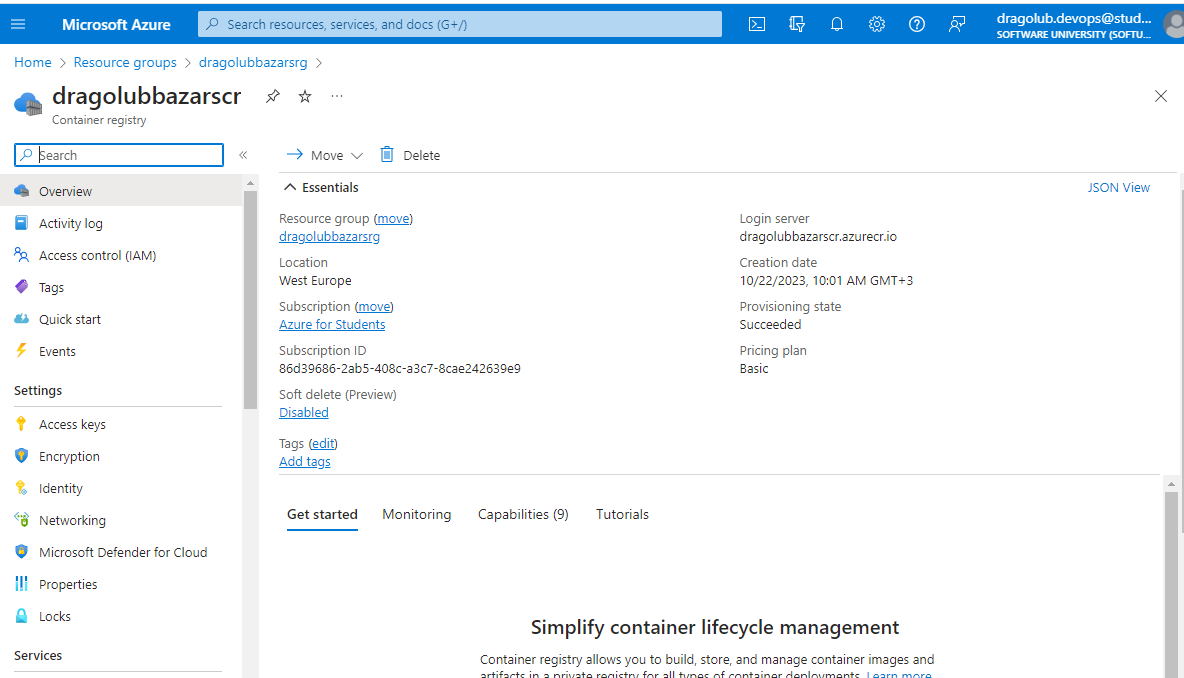 Microsoft Azure
Search resources, services, and docs (G+/)
dragolub.devops@stud...
SOFTWARE UNIVERSITY (SOFTU...
Home > Resource groups > dragolubbazarsrg >
dragolubbazarscr
...
Container registry
Search
«
Move
Delete
Overview
Activity log
Access control (IAM)
Tags
Quick start
Events
Settings
Access keys
Encryption
Identity
Networking
Microsoft Defender for Cloud
Properties
Locks
Services
Essentials
JSON View
Resource group (move)
dragolubbazarsrg
Location
West Europe
Subscription (move)
Azure for Students
Subscription ID
86d39686-2ab5-408c-a3c7-8cae242639e9
Soft delete (Preview)
Disabled
Tags (edit)
Add tags
Login server
dragolubbazarscr.azurecr.io
Creation date
10/22/2023, 10:01 AM GMT+3
Provisioning state
Succeeded
Pricing plan
Basic
Get started
Monitoring
Capabilities (9)
Tutorials
Simplify container lifecycle management
Container registry allows you to build, store, and manage container images and
artifacts in a private registry for all types of container deployments. Learn more